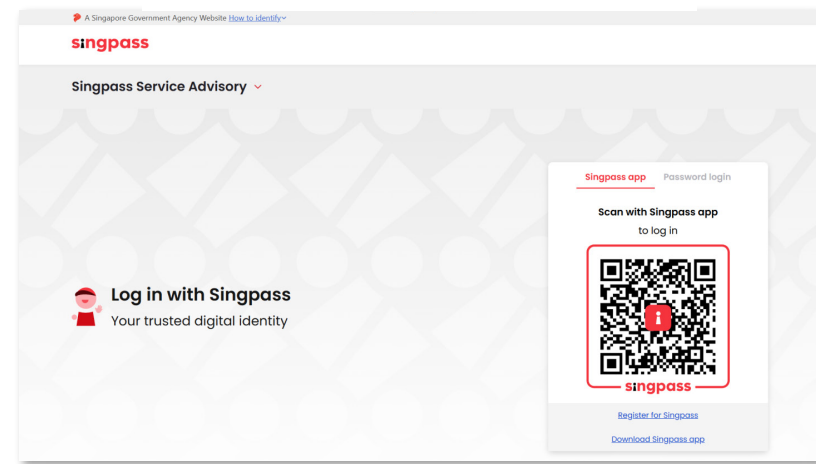 A Singapore Government Agency Website How to identify
singpass
Singpass Service Advisory
Singpass app Password login
Scan with Singpass app
to log in
Log in with Singpass
Your trusted digital identity
singpass
Register for Singpass
Download Singpass app